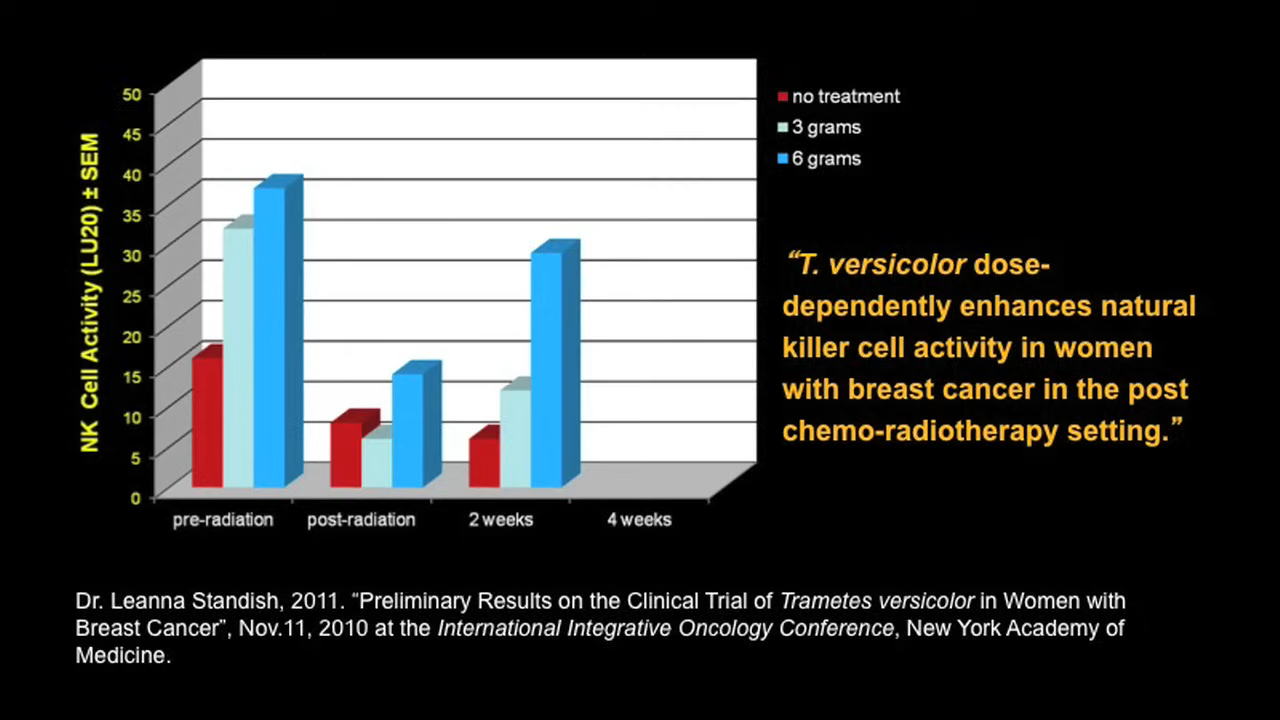 50
45
40
35
30
25
20
15
10
5
0
NK Cell Activity (LU20) ± SEM
pre-radiation
post-radiation
2 weeks
4 weeks
no treatment
3 grams
6 grams
“T. versicolor dose-
dependently enhances natural
killer cell activity in women
with breast cancer in the post
chemo-radiotherapy setting.”
Dr. Leanna Standish, 2011. “Preliminary Results on the Clinical Trial of Trametes versicolor in Women with
Breast Cancer”, Nov.11, 2010 at the International Integrative Oncology Conference, New York Academy of
Medicine.